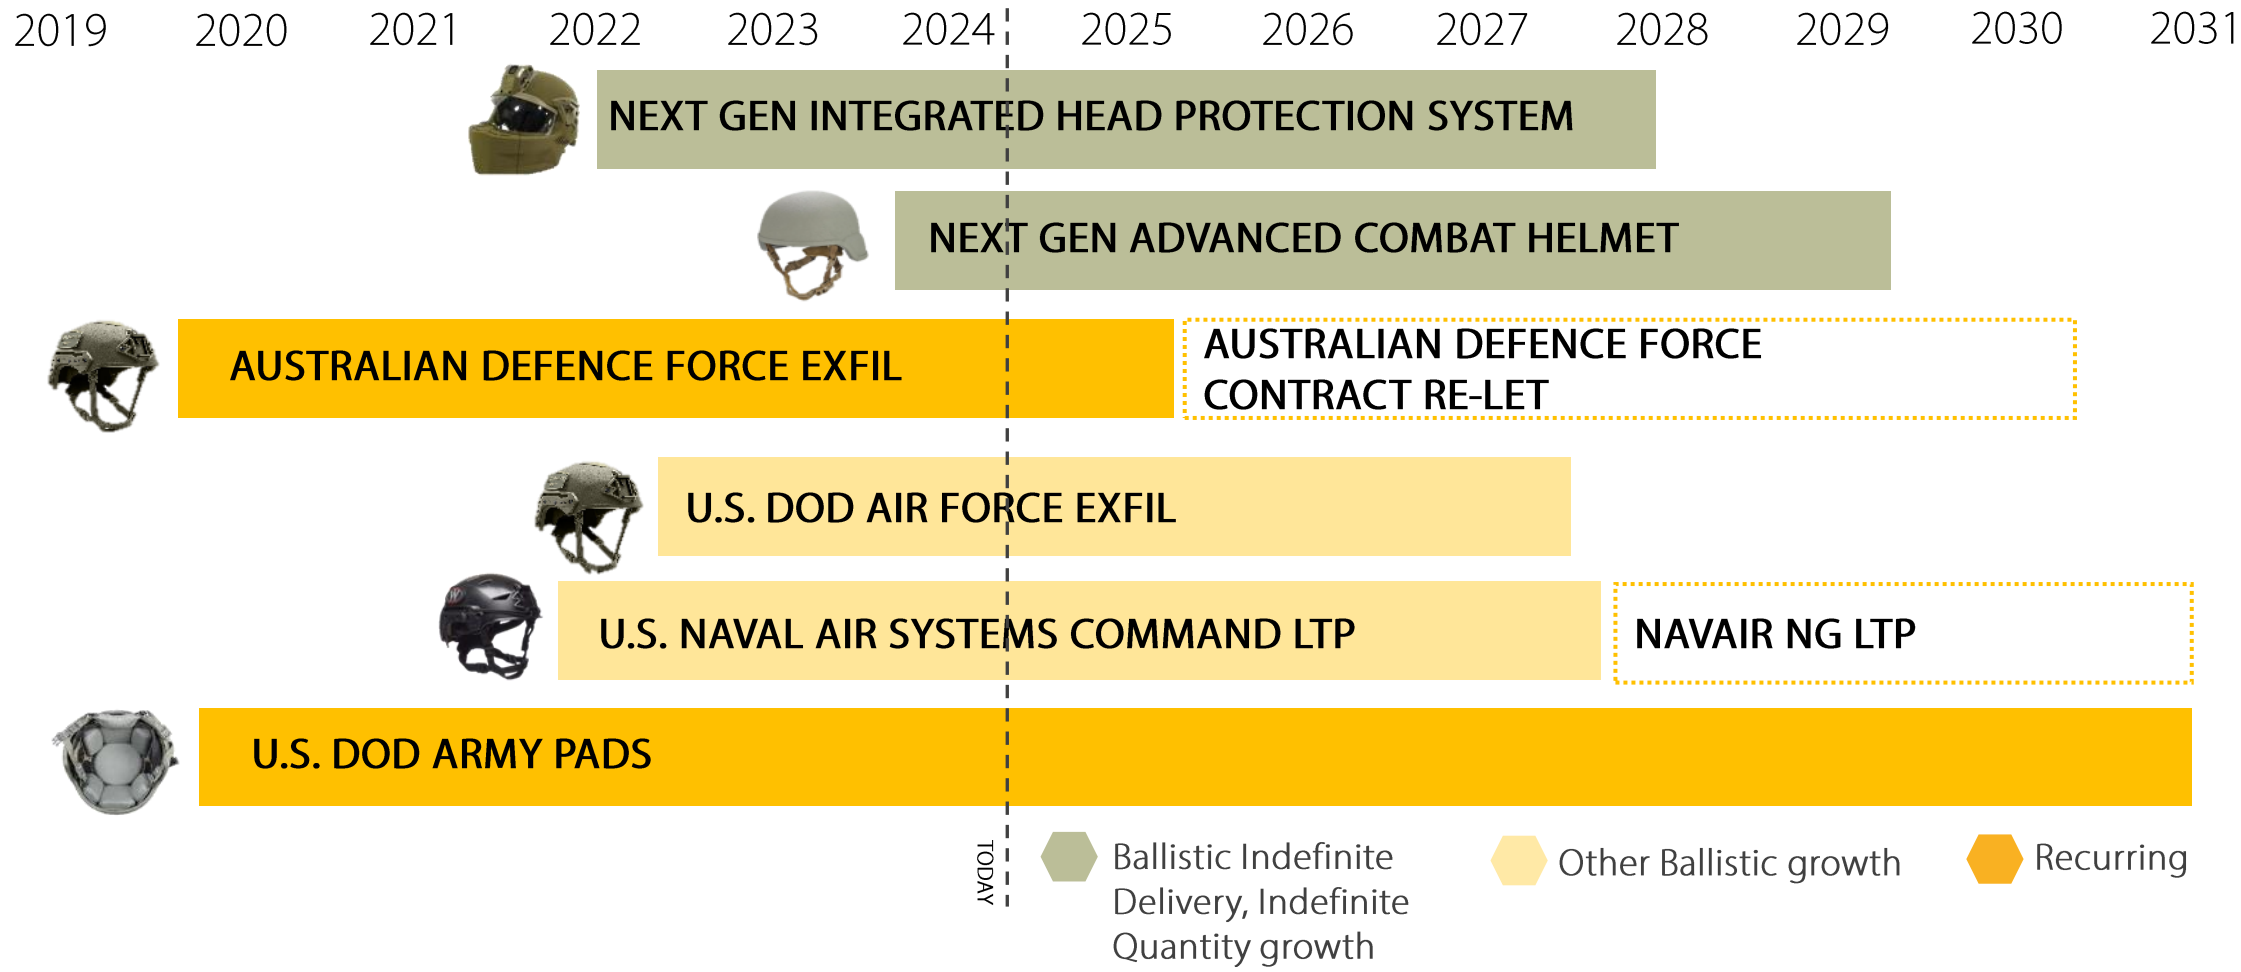 2019 2020 2021 2022 2023 2024 2025 2026 2027 2028 2029 2030 2031
NEXT GEN INTEGRATED HEAD PROTECTION SYSTEM
NEXT GEN ADVANCED COMBAT HELMET
AUSTRALIAN DEFENCE FORCE EXFIL
AUSTRALIAN DEFENCE FORCE
CONTRACT RE-LET
U.S. DOD AIR FORCE EXFIL
U.S. NAVAL AIR SYSTEMS COMMAND LTP
NAVAIR NG LTP
U.S. DOD ARMY PADS
TODAY
Ballistic Indefinite
Delivery, Indefinite
Quantity growth
Other Ballistic growth
Recurring